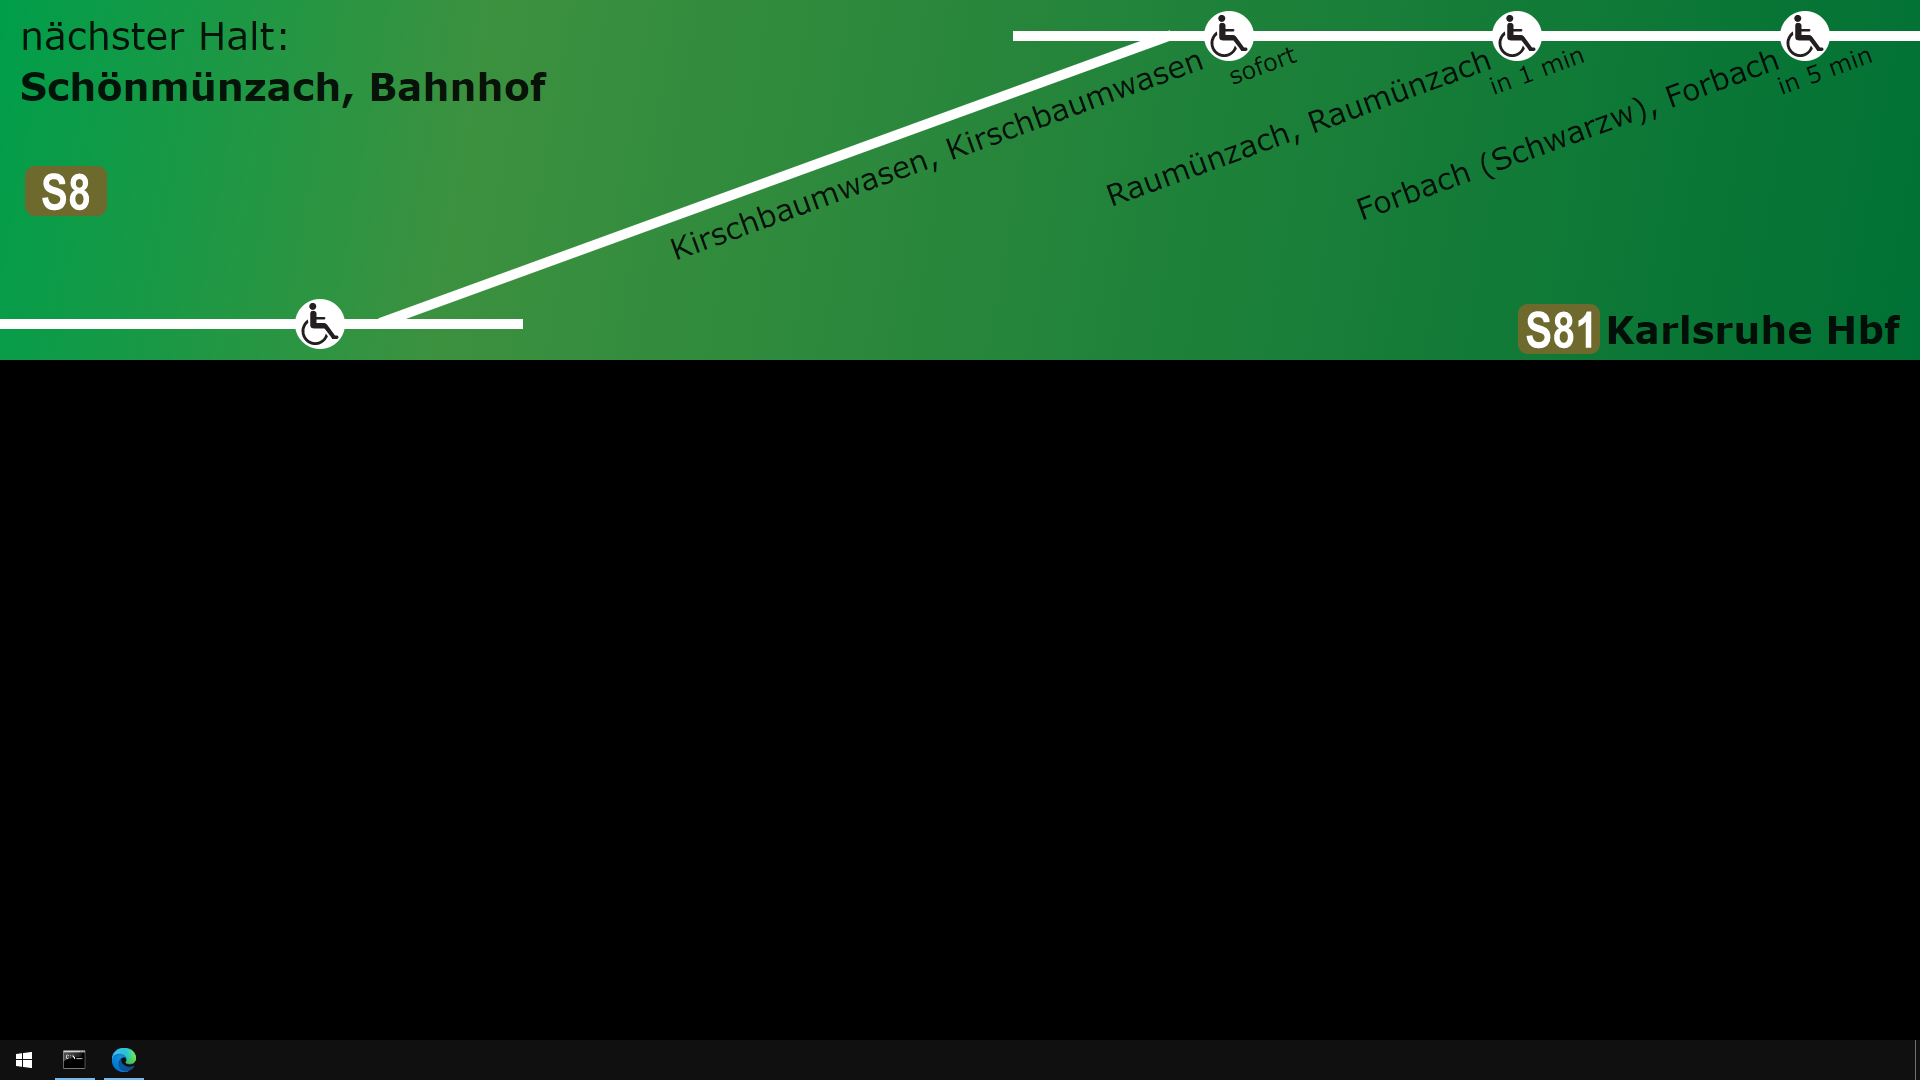 nächster Halt:
Schönmünzach, Bahnhof
S8
Kirschbaumwasen, Kirschbaumwasen
sofort
Raumünzach, Raumünzach
in 1 min
Forbach (Schwarzw), Forbach
in 5 min
S81 Karlsruhe Hbf